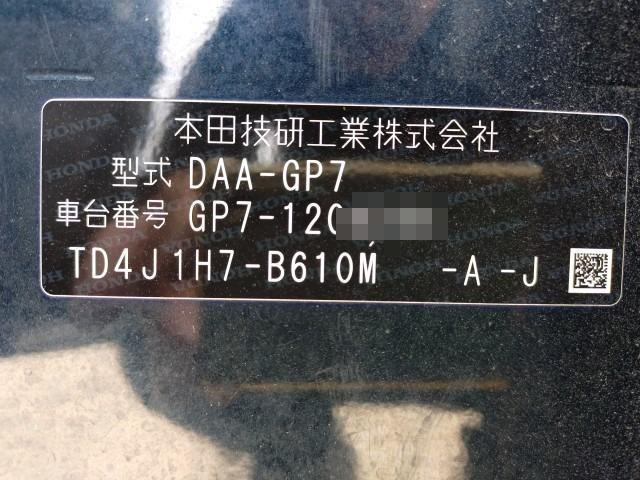 本田技研工業株式会社
型式 DAA-GP7
車台番号 GP7-120
TD4J1H7-B610M -A -J